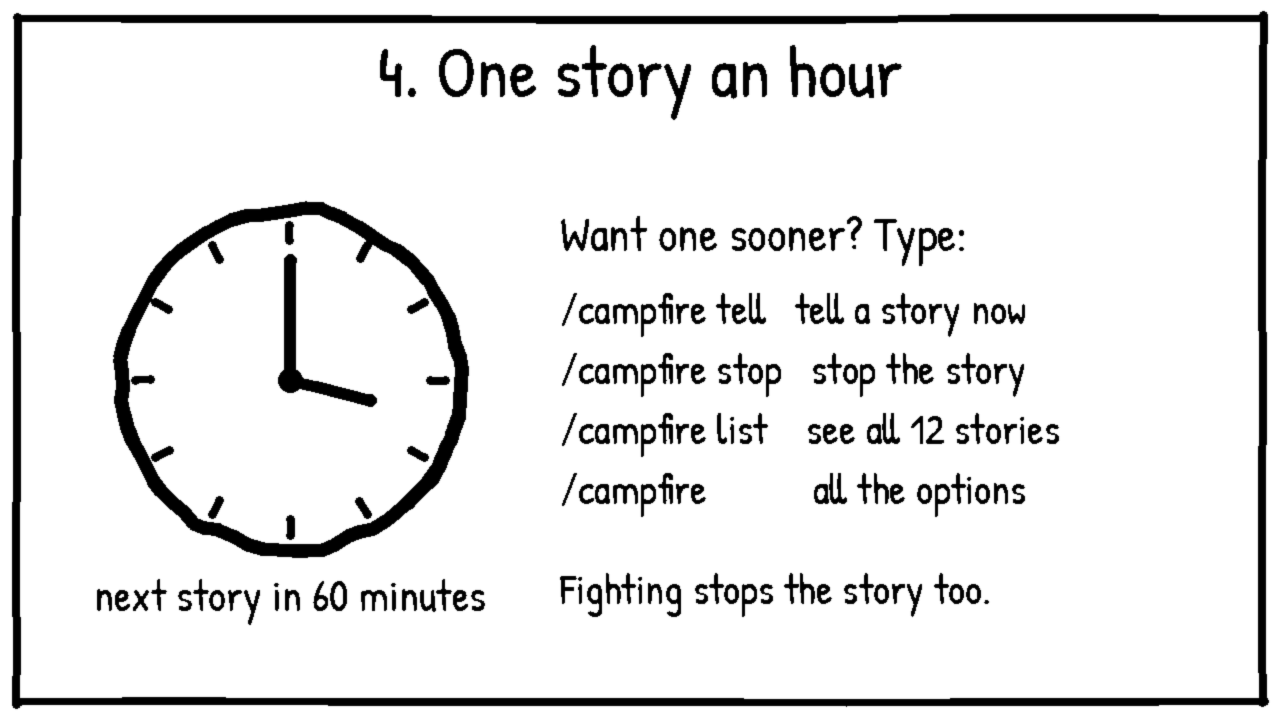 4. One story an hour
Want one sooner? Type:
/campfire tell tell a story now
/campfire stop stop the story
/campfire list see all 12 stories
/campfire all the options
next story in 60 minutes
Fighting stops the story too.